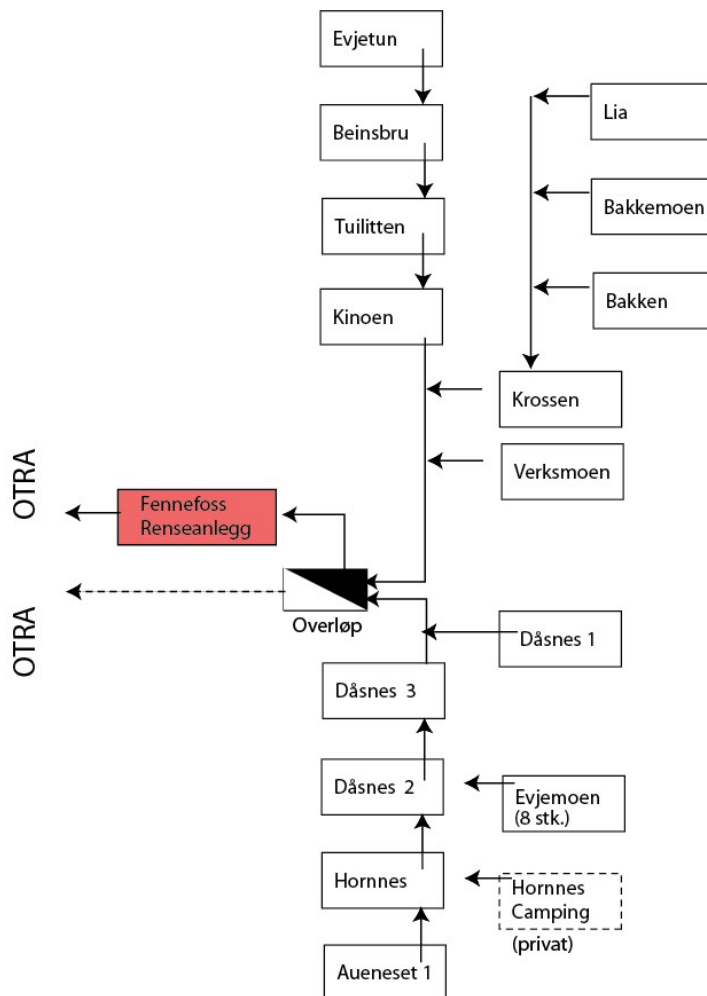 Evjetun
Lia
Beinsbru
Bakkemoen
Tuilitten
Bakken
Kinoen
Krossen
Verksmoen
OTRA
Fennefoss
Renseanlegg
OTRA
Overløp
Dåsnes 1
Dåsnes 3
Dåsnes 2
Evjemoen
(8 stk.)
Hornnes
Hornnes
Camping
(privat)
Aueneset 1